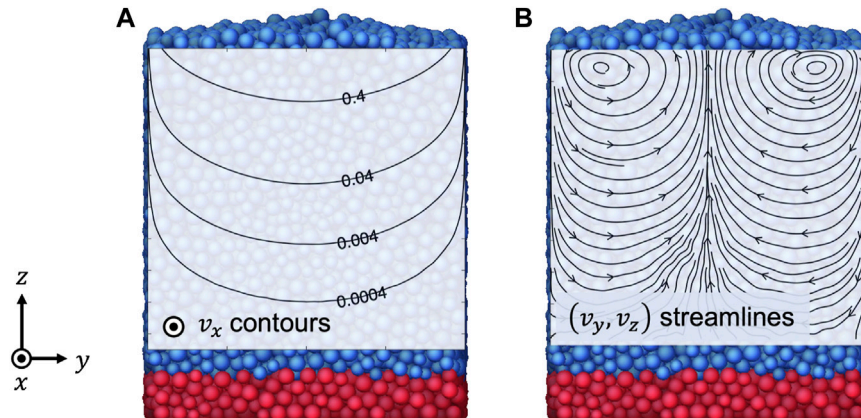 A
B
0.4
0.04
0.004
0.0004
z
y
x
v_x contours
(v_y, v_z) streamlines